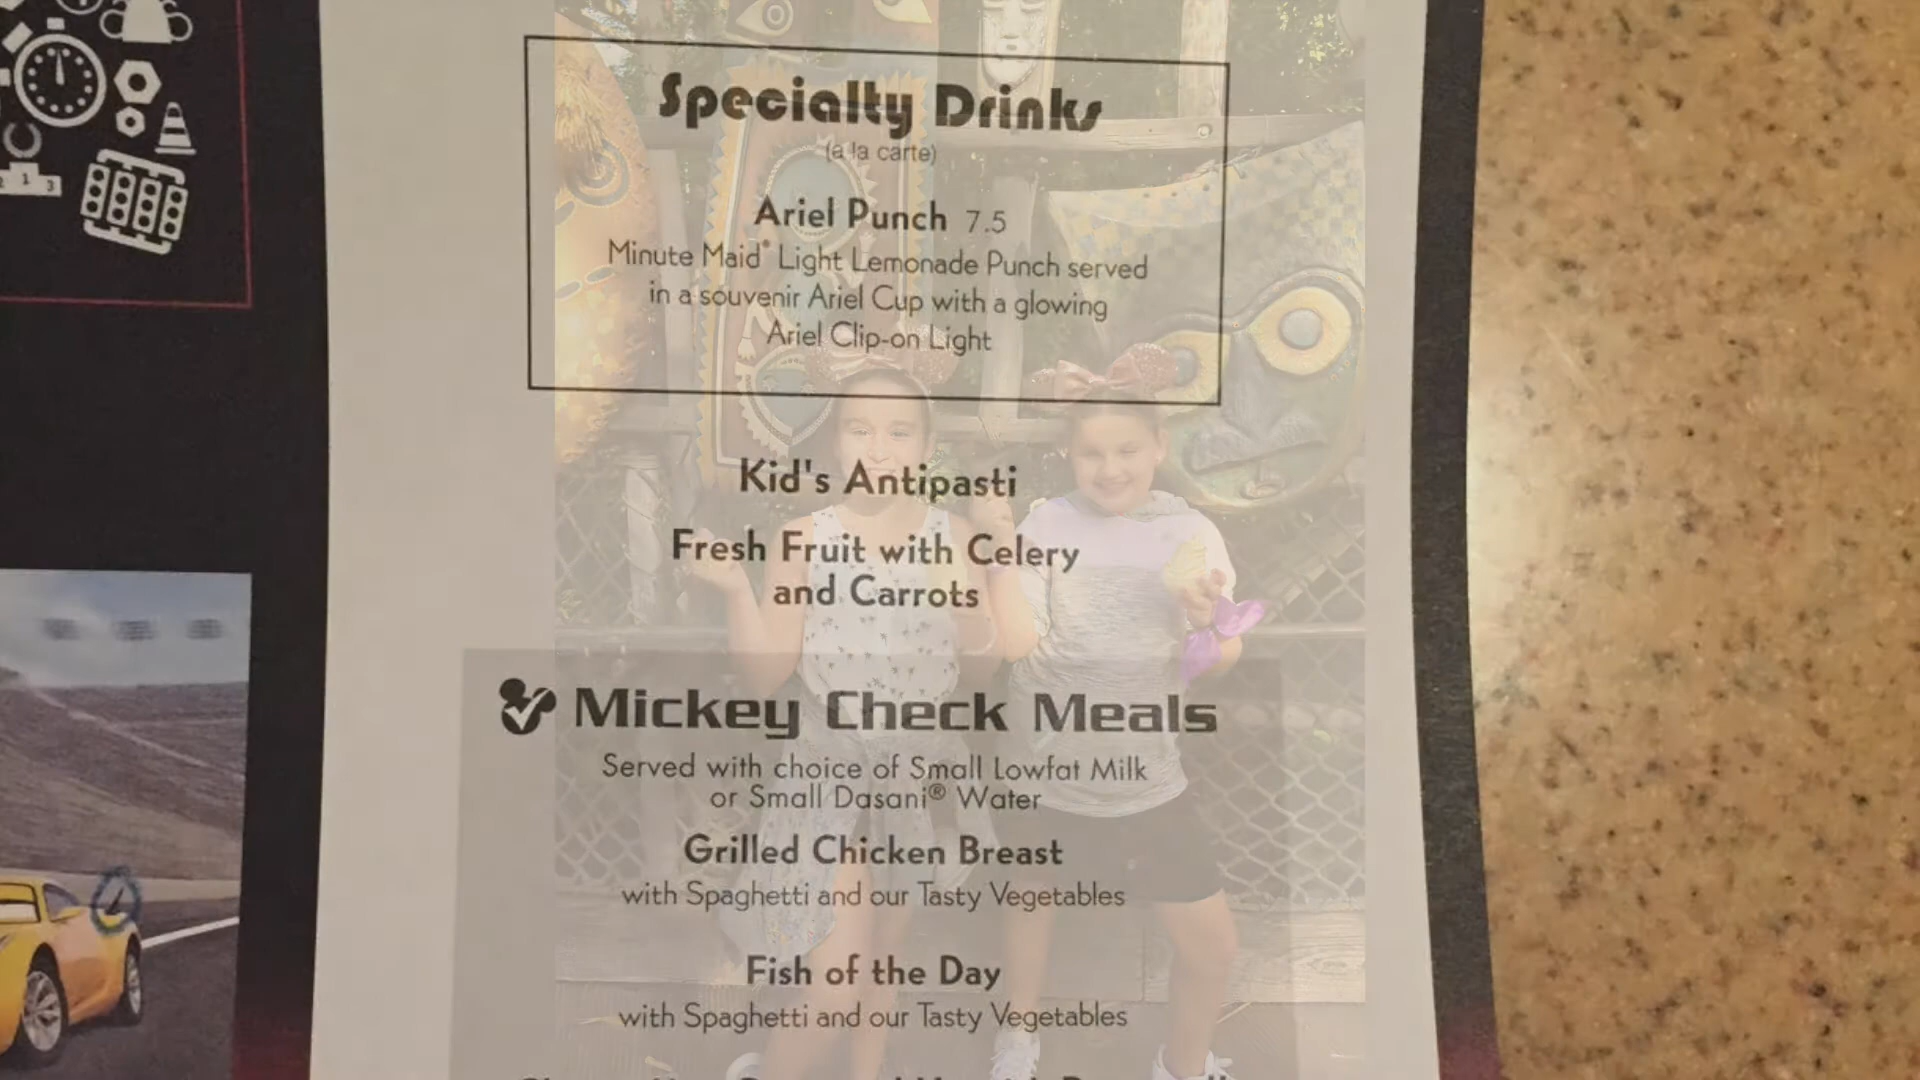 Specialty Drinks
(a la carte)
Ariel Punch 7.5
Minute Maid® Light Lemonade Punch served
in a souvenir Ariel Cup with a glowing
Ariel Clip-on Light
Kid's Antipasti
Fresh Fruit with Celery
and Carrots
Mickey Check Meals
Served with choice of Small Lowfat Milk
or Small Dasani® Water
Grilled Chicken Breast
with Spaghetti and our Tasty Vegetables
Fish of the Day
with Spaghetti and our Tasty Vegetables
1 3